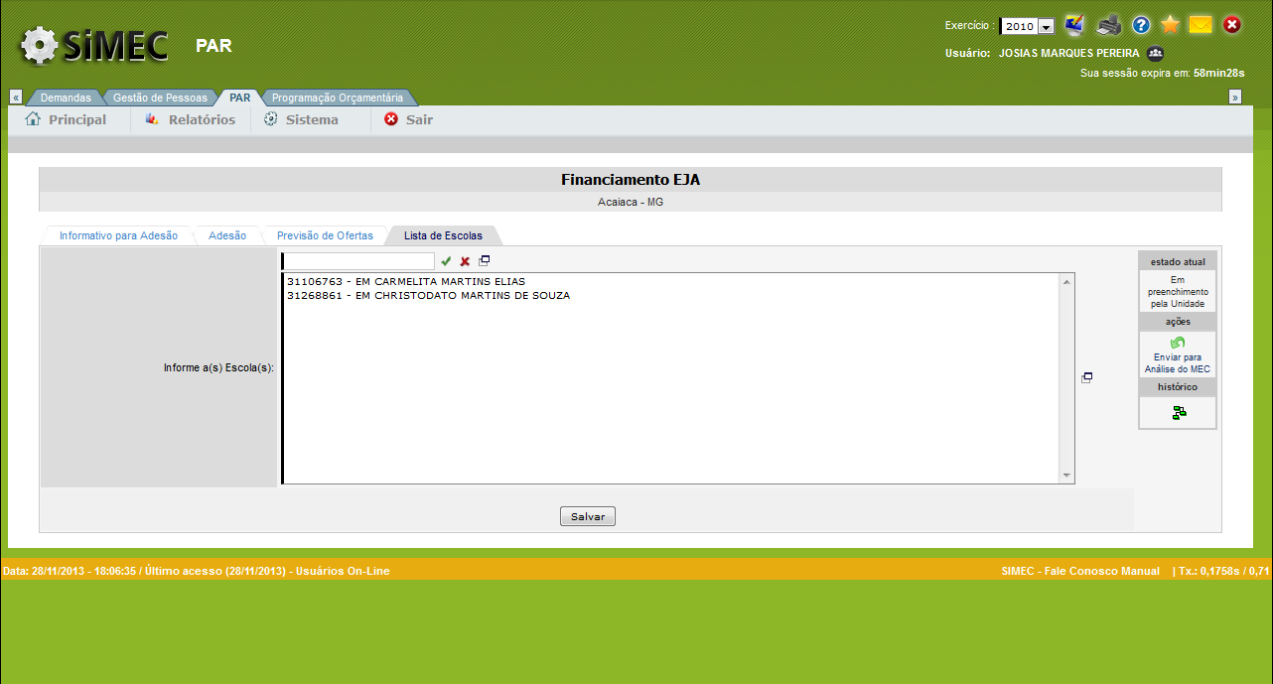 SiMEC PAR
Exercício : 2010
Usuário: JOSIAS MARQUES PEREIRA
Sua sessão expira em: 58min28s
« Demandas Gestão de Pessoas PAR Programação Orçamentária »
Principal Relatórios Sistema Sair
Financiamento EJA
Acaiaca - MG
Informativo para Adesão Adesão Previsão de Ofertas Lista de Escolas
Informe a(s) Escola(s):
31106763 - EM CARMELITA MARTINS ELIAS
31268861 - EM CHRISTODATO MARTINS DE SOUZA
estado atual
Em
preenchimento
pela Unidade
ações
Enviar para
Análise do MEC
histórico
Salvar
Data: 28/11/2013 - 18:06:35 / Último acesso (28/11/2013) - Usuários On-Line
SIMEC - Fale Conosco Manual | Tx.: 0,1758s / 0,71